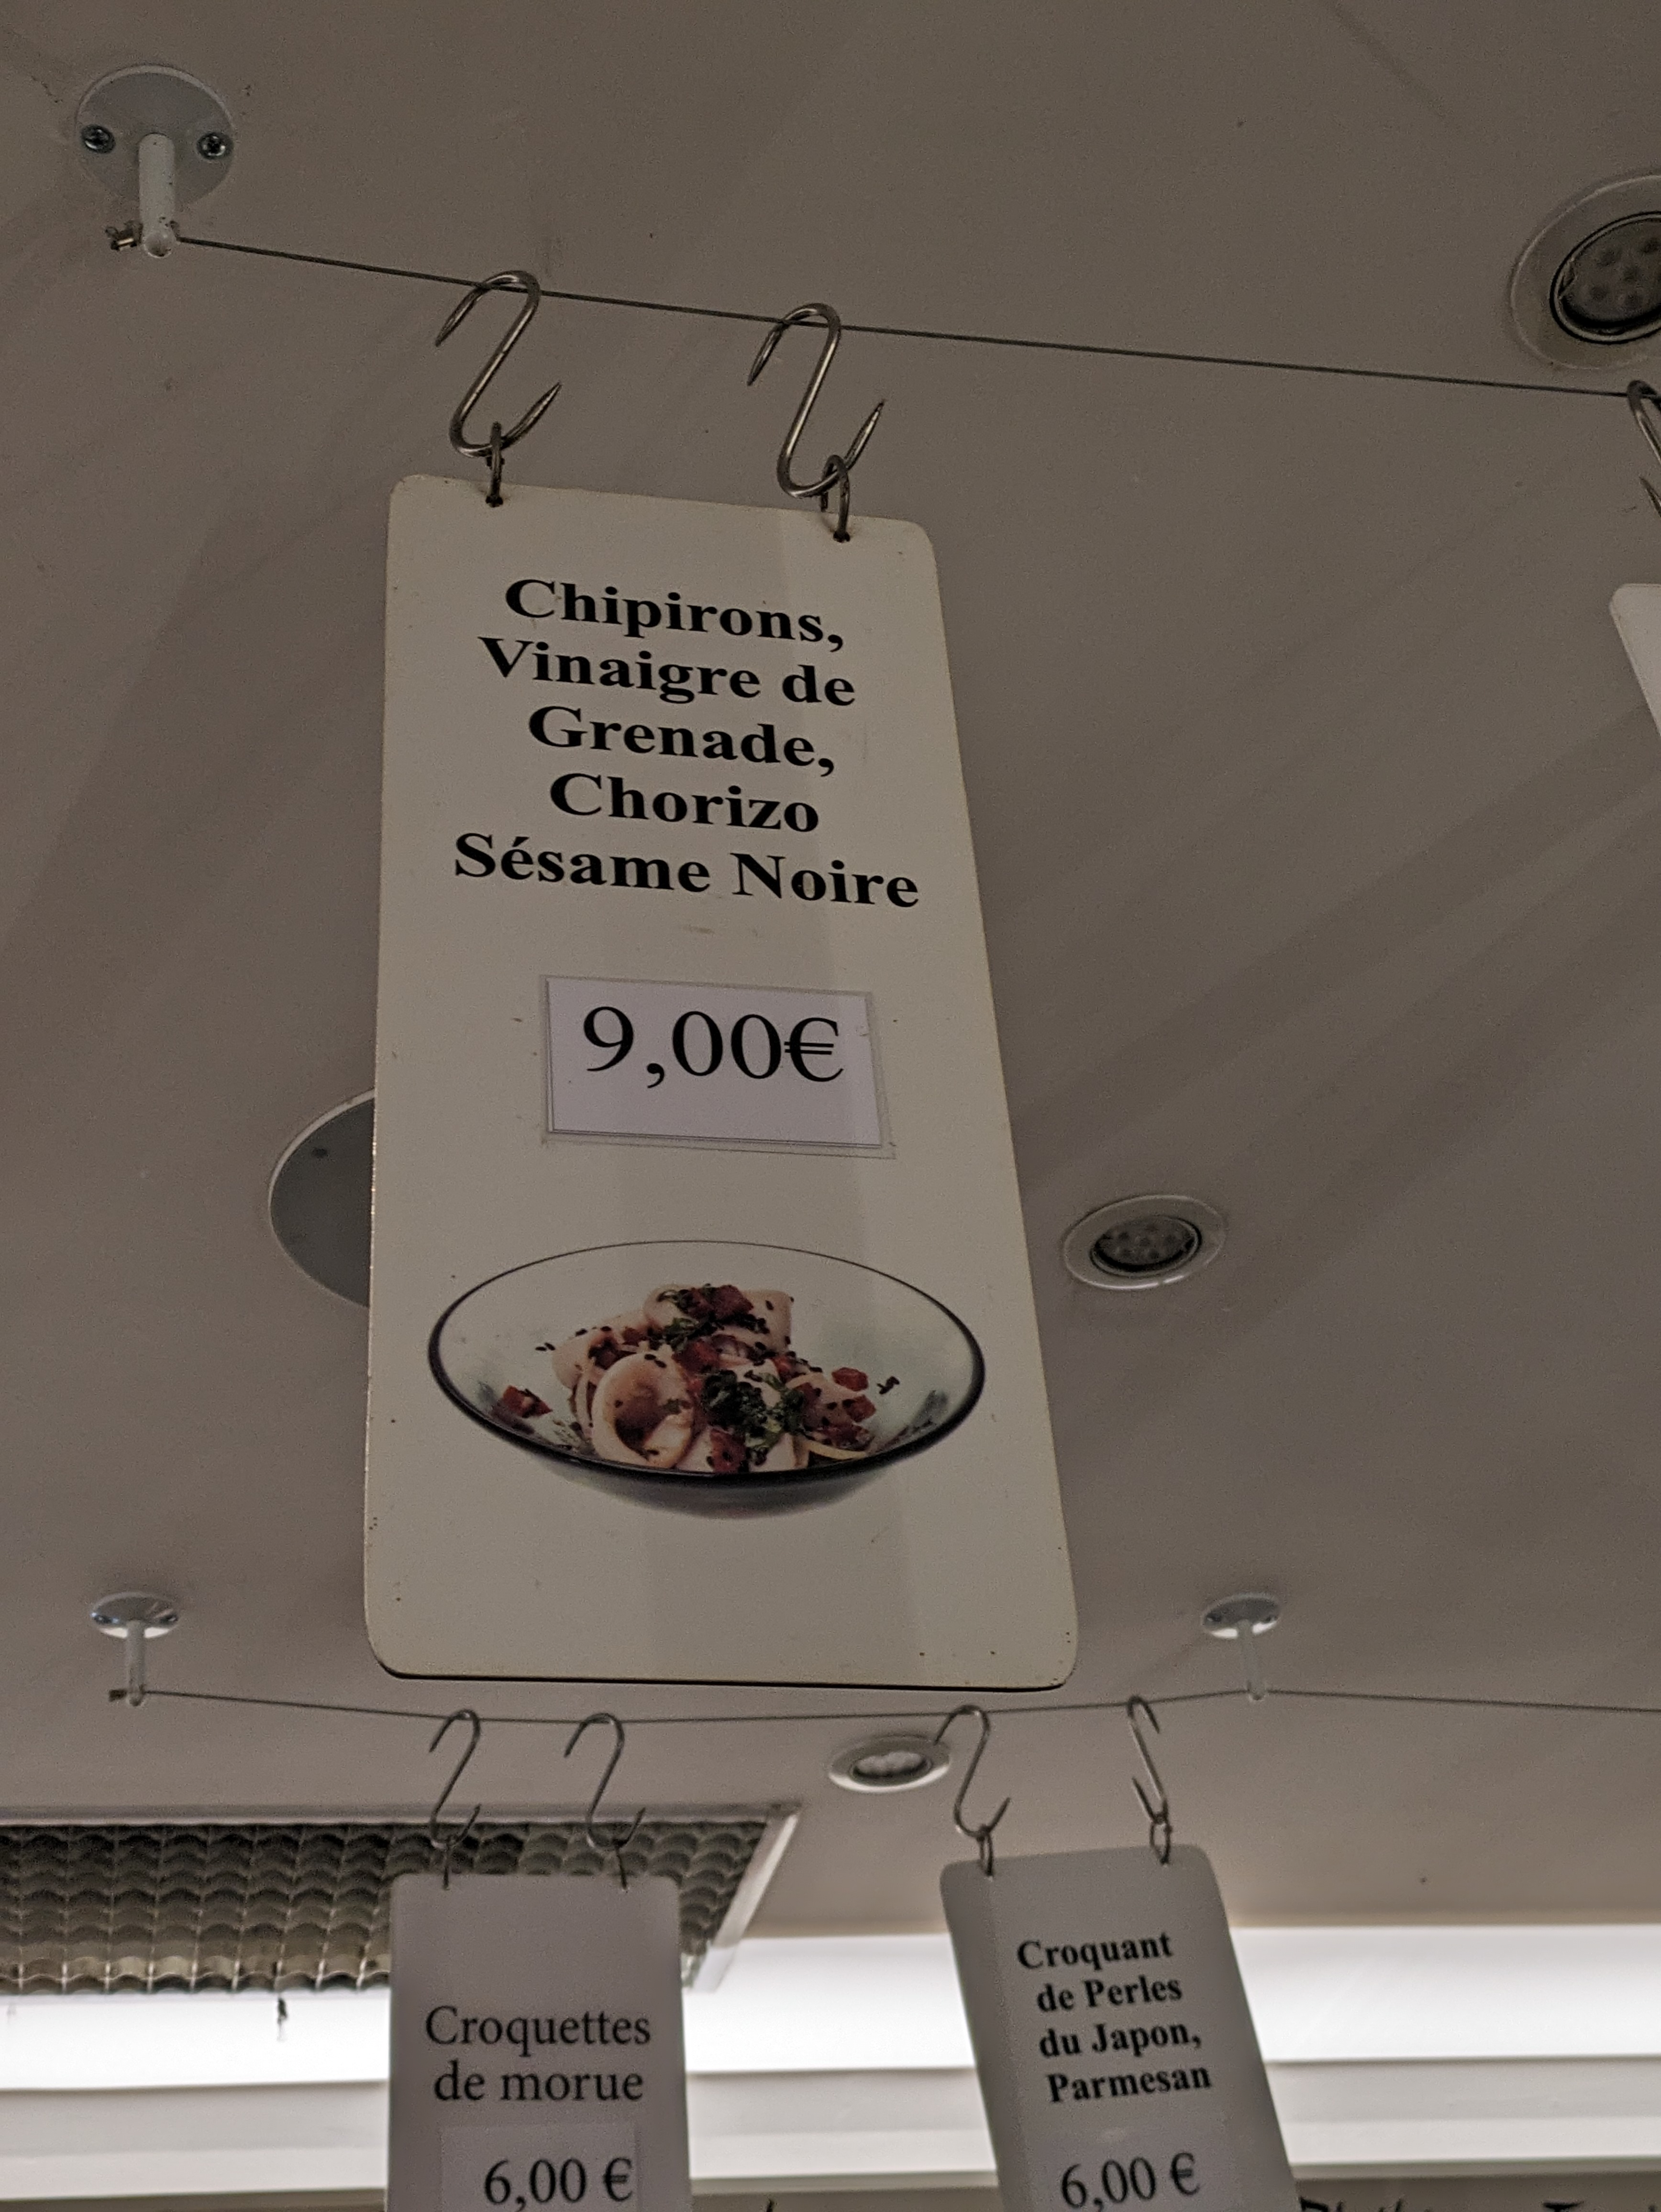 Chipirons,
Vinaigre de
Grenade,
Chorizo
Sésame Noire
9,00€
Croquettes
de morue
6,00 €
Croquant
de Perles
du Japon,
Parmesan
6,00 €